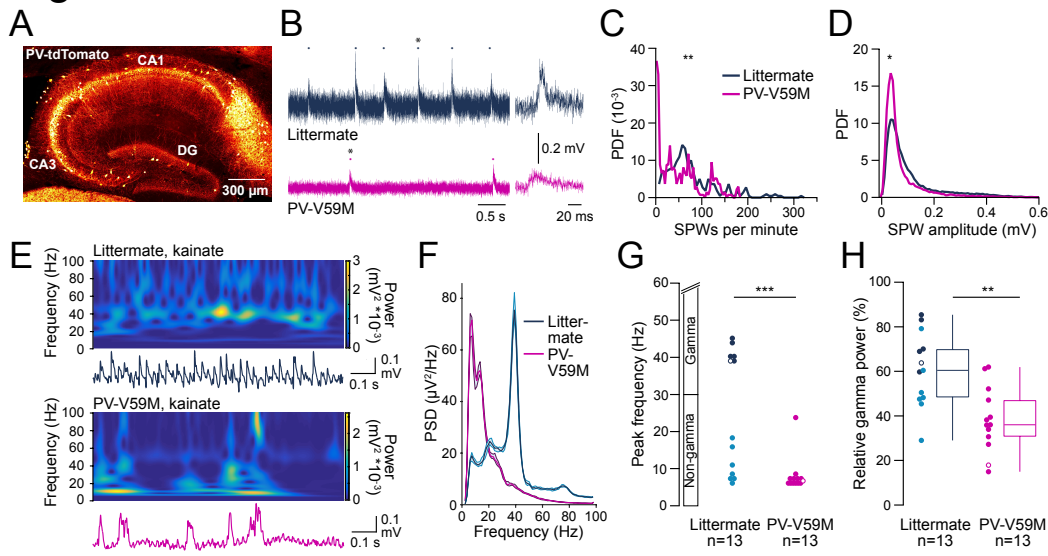 A
PV-tdTomato
CA1
CA3
DG
300 µm
B
*
Littermate
*
PV-V59M
0.2 mV
0.5 s
20 ms
C
**
Littermate
PV-V59M
PDF (10⁻³)
40
30
20
10
0
0 100 200 300
SPWs per minute
D
*
PDF
20
15
10
5
0
0 0.2 0.4 0.6
SPW amplitude (mV)
E
Littermate, kainate
Frequency (Hz)
100
80
60
40
20
0
3
2
1
0
Power
(mV² *10⁻³)
0.1
mV
0.1 s
PV-V59M, kainate
Frequency (Hz)
100
80
60
40
20
0
2
1
0
Power
(mV² *10⁻³)
0.1
mV
0.1 s
F
PSD (µV²/Hz)
80
60
40
20
0
0 20 40 60 80 100
Frequency (Hz)
Litter-
mate
PV-
V59M
G
Peak frequency (Hz)
60
50
40
30
20
10
0
Gamma
Non-gamma
***
Littermate PV-V59M
n=13 n=13
H
Relative gamma power (%)
100
80
60
40
20
0
**
Littermate PV-V59M
n=13 n=13